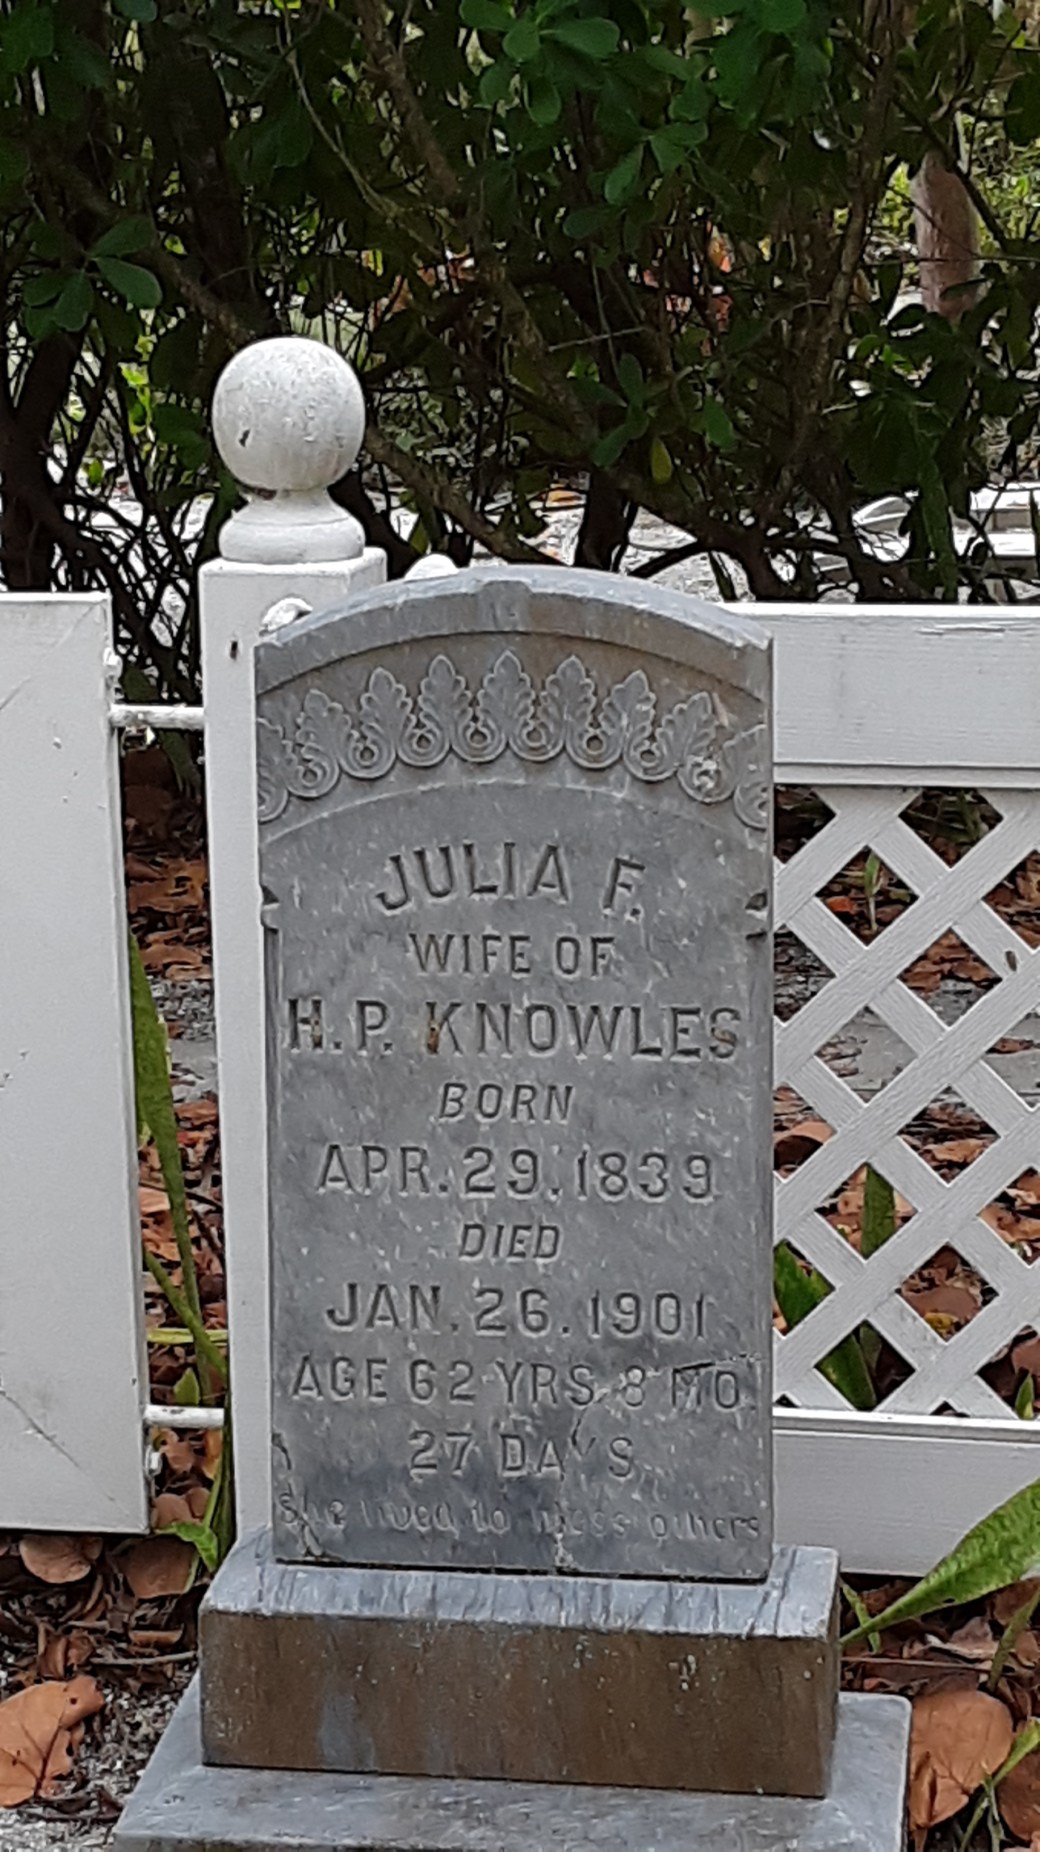 JULIA F.
WIFE OF
H. P. KNOWLES
BORN
APR. 29. 1839
DIED
JAN. 26. 1901
AGE 62 YRS. 8 MO.
27 DAYS
She lived to bless others